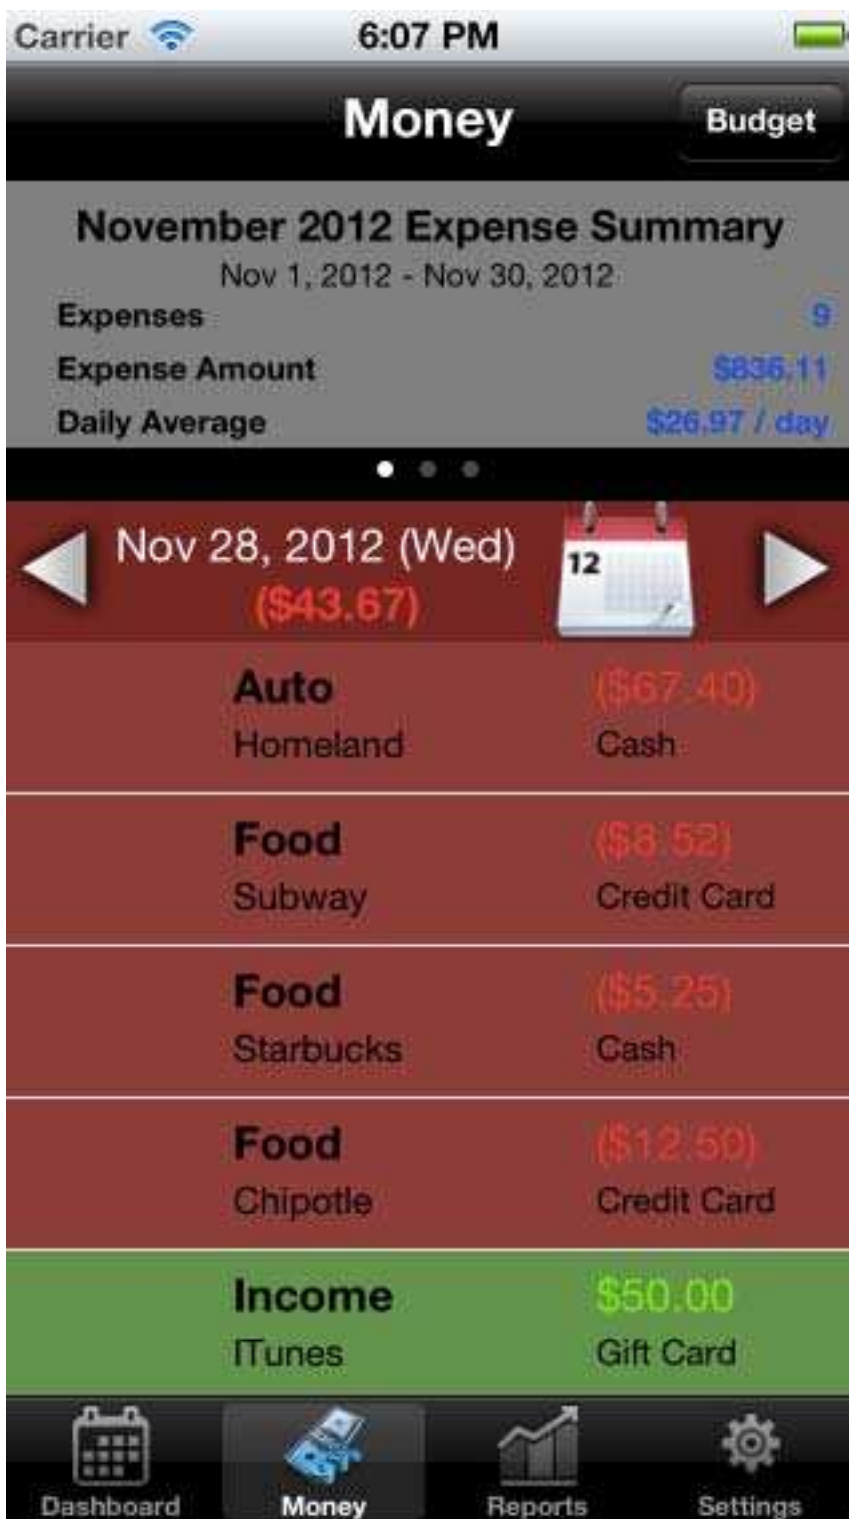 Carrier 6:07 PM
Money Budget
November 2012 Expense Summary
Nov 1, 2012 - Nov 30, 2012
Expenses 9
Expense Amount $836.11
Daily Average $26.97 / day
Nov 28, 2012 (Wed)
12
($43.67)
Auto ($67.40)
Homeland Cash
Food ($8.52)
Subway Credit Card
Food ($5.25)
Starbucks Cash
Food ($12.50)
Chipotle Credit Card
Income $50.00
ITunes Gift Card
Dashboard Money Reports Settings